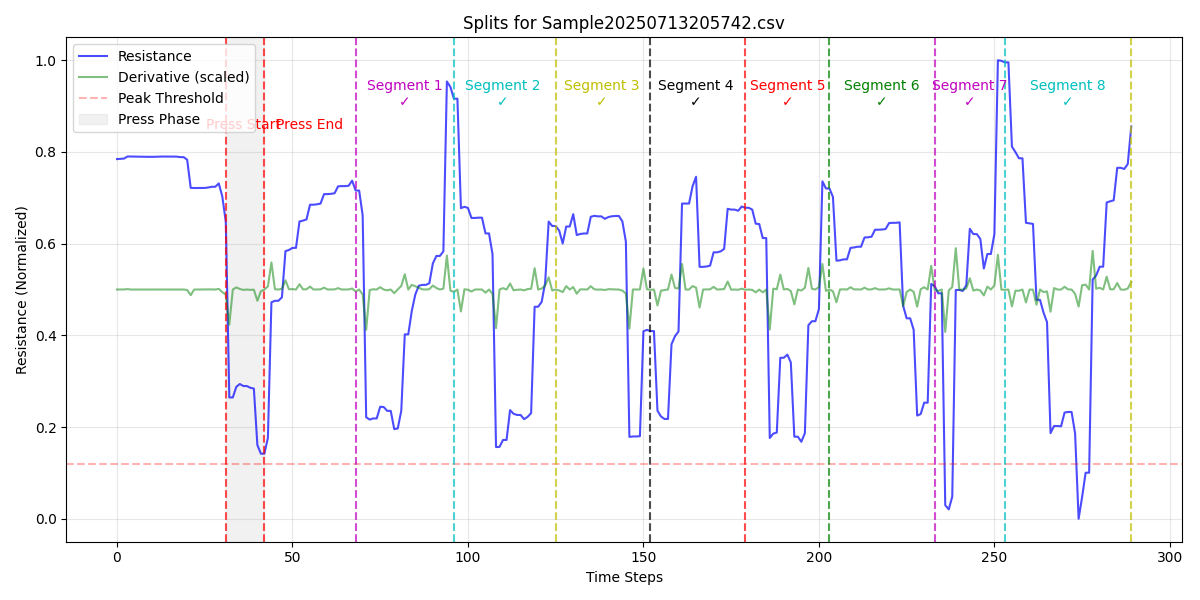 Splits for Sample20250713205742.csv
Resistance
Derivative (scaled)
Peak Threshold
Press Phase
Press Start
Press End
Segment 1
✓
Segment 2
✓
Segment 3
✓
Segment 4
✓
Segment 5
✓
Segment 6
✓
Segment 7
✓
Segment 8
✓
Resistance (Normalized)
1.0
0.8
0.6
0.4
0.2
0.0
0
50
100
150
200
250
300
Time Steps